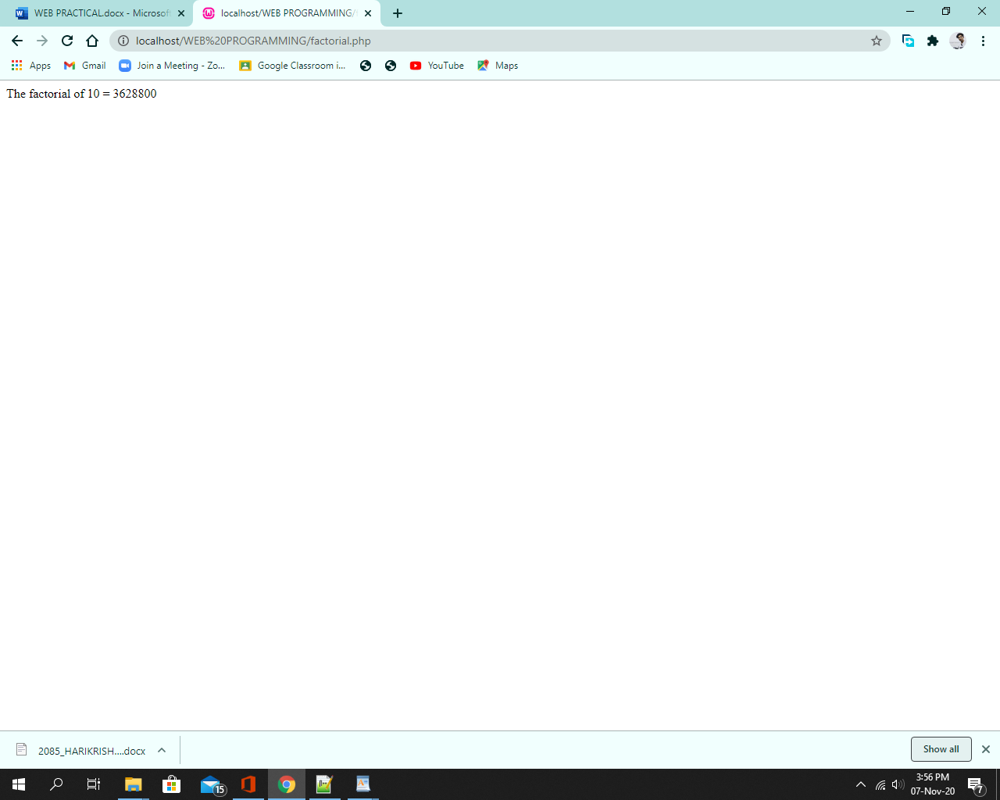 WEB PRACTICAL.docx - Microsof
localhost/WEB PROGRAMMING/
localhost/WEB%20PROGRAMMING/factorial.php
Apps
Gmail
Join a Meeting - Zo...
Google Classroom i...
YouTube
Maps
The factorial of 10 = 3628800
2085_HARIKRISH....docx
Show all
15
3:56 PM
07-Nov-20
7